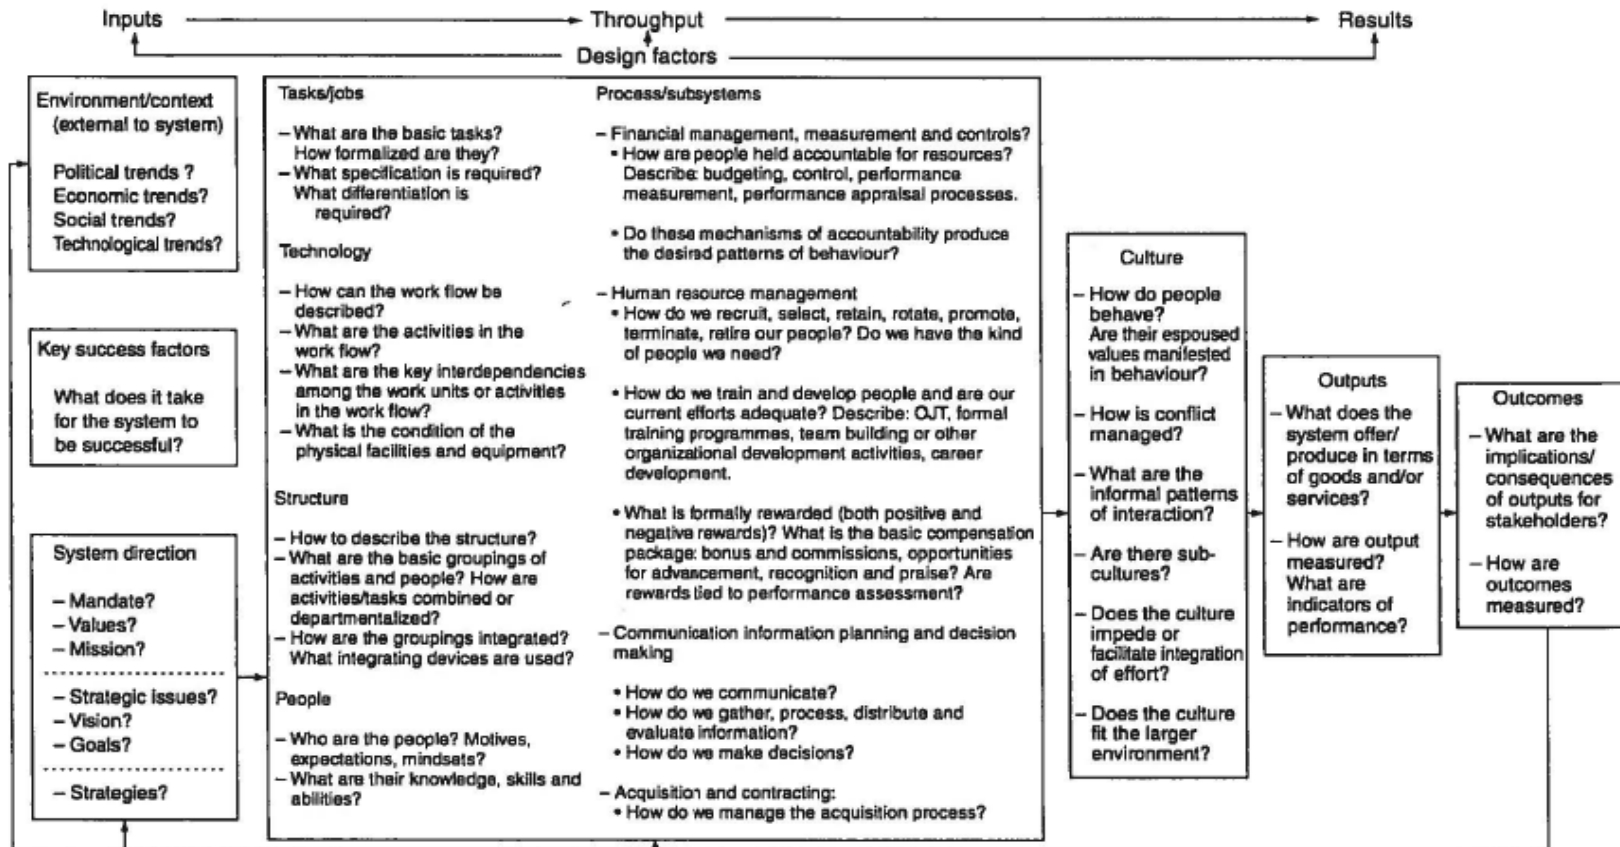 Inputs
Throughput
Results
Design factors
Environment/context
(external to system)
Political trends ?
Economic trends?
Social trends?
Technological trends?
Key success factors
What does it take
for the system to
be successful?
System direction
– Mandate?
– Values?
– Mission?
– Strategic issues?
– Vision?
– Goals?
– Strategies?
Tasks/jobs
– What are the basic tasks?
How formalized are they?
– What specification is required?
What differentiation is
required?
Technology
– How can the work flow be
described?
– What are the activities in the
work flow?
– What are the key interdependencies
among the work units or activities
in the work flow?
– What is the condition of the
physical facilities and equipment?
Structure
– How to describe the structure?
– What are the basic groupings of
activities and people? How are
activities/tasks combined or
departmentalized?
– How are the groupings integrated?
What integrating devices are used?
People
– Who are the people? Motives,
expectations, mindsets?
– What are their knowledge, skills and
abilities?
Process/subsystems
– Financial management, measurement and controls?
• How are people held accountable for resources?
Describe: budgeting, control, performance
measurement, performance appraisal processes.
• Do these mechanisms of accountability produce
the desired patterns of behaviour?
– Human resource management
• How do we recruit, select, retain, rotate, promote,
terminate, retire our people? Do we have the kind
of people we need?
• How do we train and develop people and are our
current efforts adequate? Describe: OJT, formal
training programmes, team building or other
organizational development activities, career
development.
• What is formally rewarded (both positive and
negative rewards)? What is the basic compensation
package: bonus and commissions, opportunities
for advancement, recognition and praise? Are
rewards tied to performance assessment?
– Communication information planning and decision
making
• How do we communicate?
• How do we gather, process, distribute and
evaluate information?
• How do we make decisions?
– Acquisition and contracting:
• How do we manage the acquisition process?
Culture
– How do people
behave?
Are their espoused
values manifested
in behaviour?
– How is conflict
managed?
– What are the
informal patterns
of interaction?
– Are there sub-
cultures?
– Does the culture
impede or
facilitate integration
of effort?
– Does the culture
fit the larger
environment?
Outputs
– What does the
system offer/
produce in terms
of goods and/or
services?
– How are output
measured?
What are
indicators of
performance?
Outcomes
– What are the
implications/
consequences
of outputs for
stakeholders?
– How are
outcomes
measured?